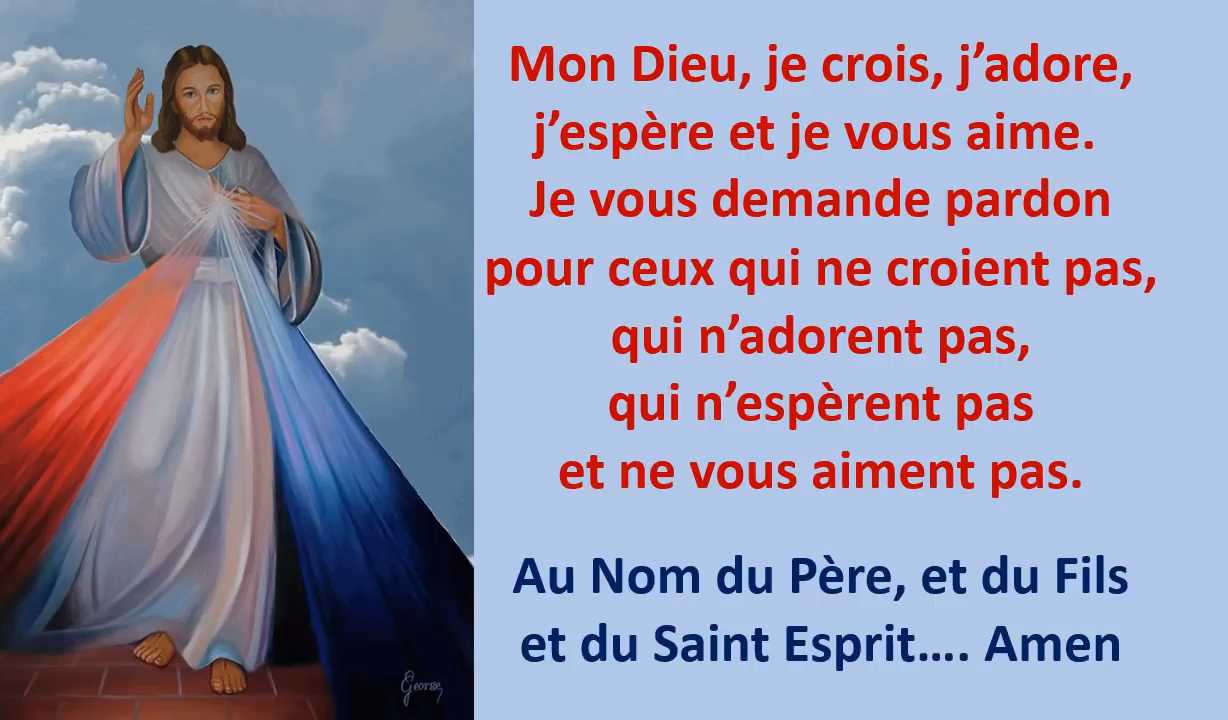 Mon Dieu, je crois, j’adore,
j’espère et je vous aime.
Je vous demande pardon
pour ceux qui ne croient pas,
qui n’adorent pas,
qui n’espèrent pas
et ne vous aiment pas.
Au Nom du Père, et du Fils
et du Saint Esprit.... Amen
George